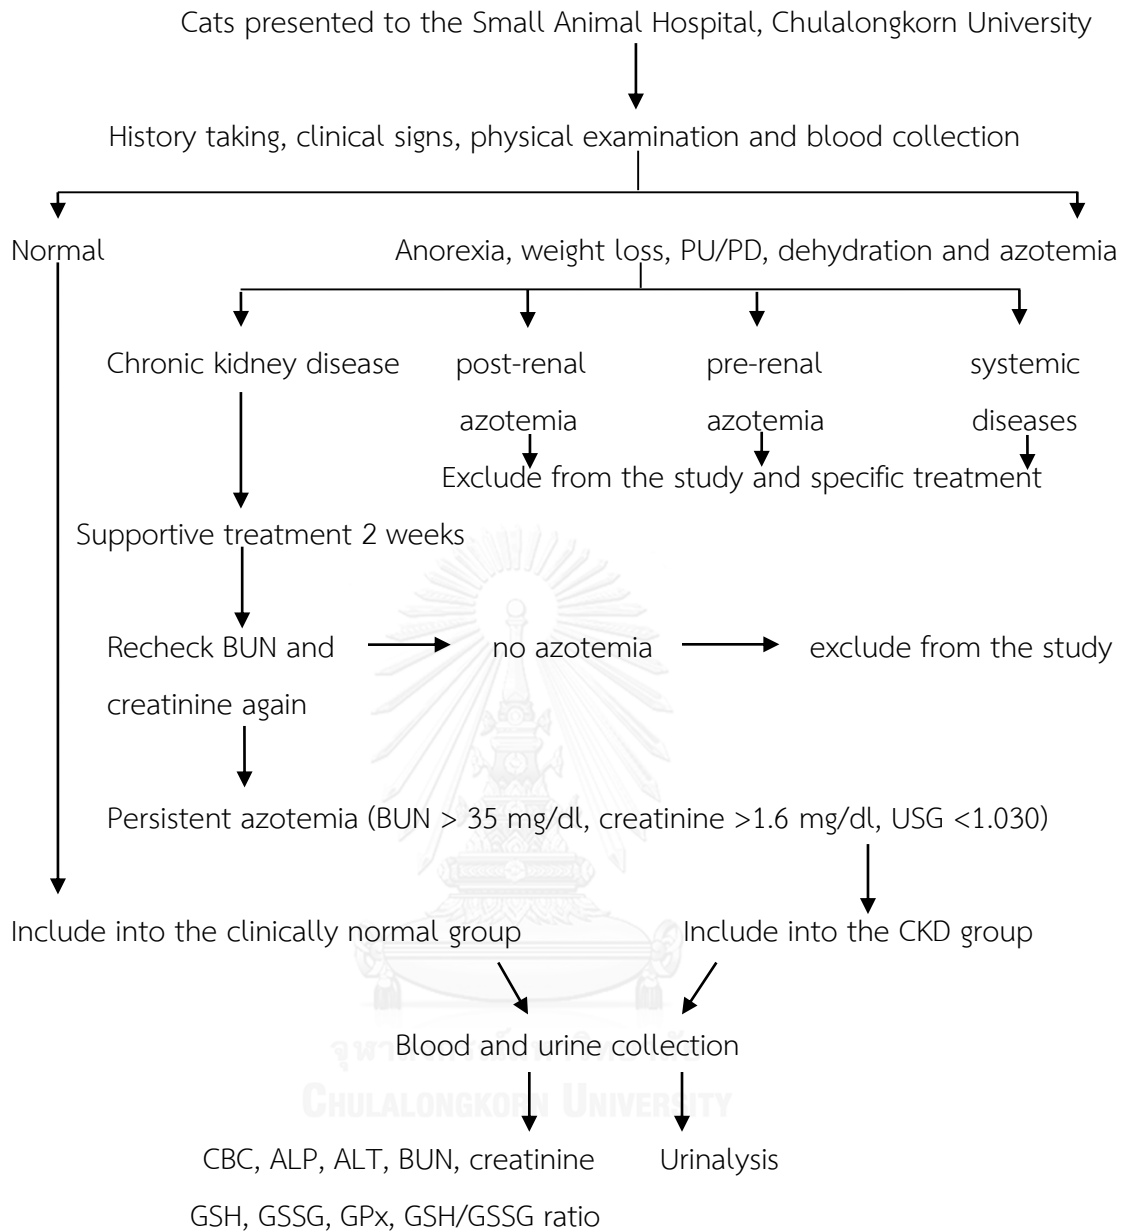 Cats presented to the Small Animal Hospital, Chulalongkorn University
History taking, clinical signs, physical examination and blood collection
Normal
Anorexia, weight loss, PU/PD, dehydration and azotemia
Chronic kidney disease
post-renal
azotemia
pre-renal
azotemia
systemic
diseases
Exclude from the study and specific treatment
Supportive treatment 2 weeks
Recheck BUN and
creatinine again
no azotemia
exclude from the study
Persistent azotemia (BUN > 35 mg/dl, creatinine >1.6 mg/dl, USG <1.030)
Include into the clinically normal group
Include into the CKD group
Blood and urine collection
CHULALONGKORN UNIVERSITY
CBC, ALP, ALT, BUN, creatinine
GSH, GSSG, GPx, GSH/GSSG ratio
Urinalysis